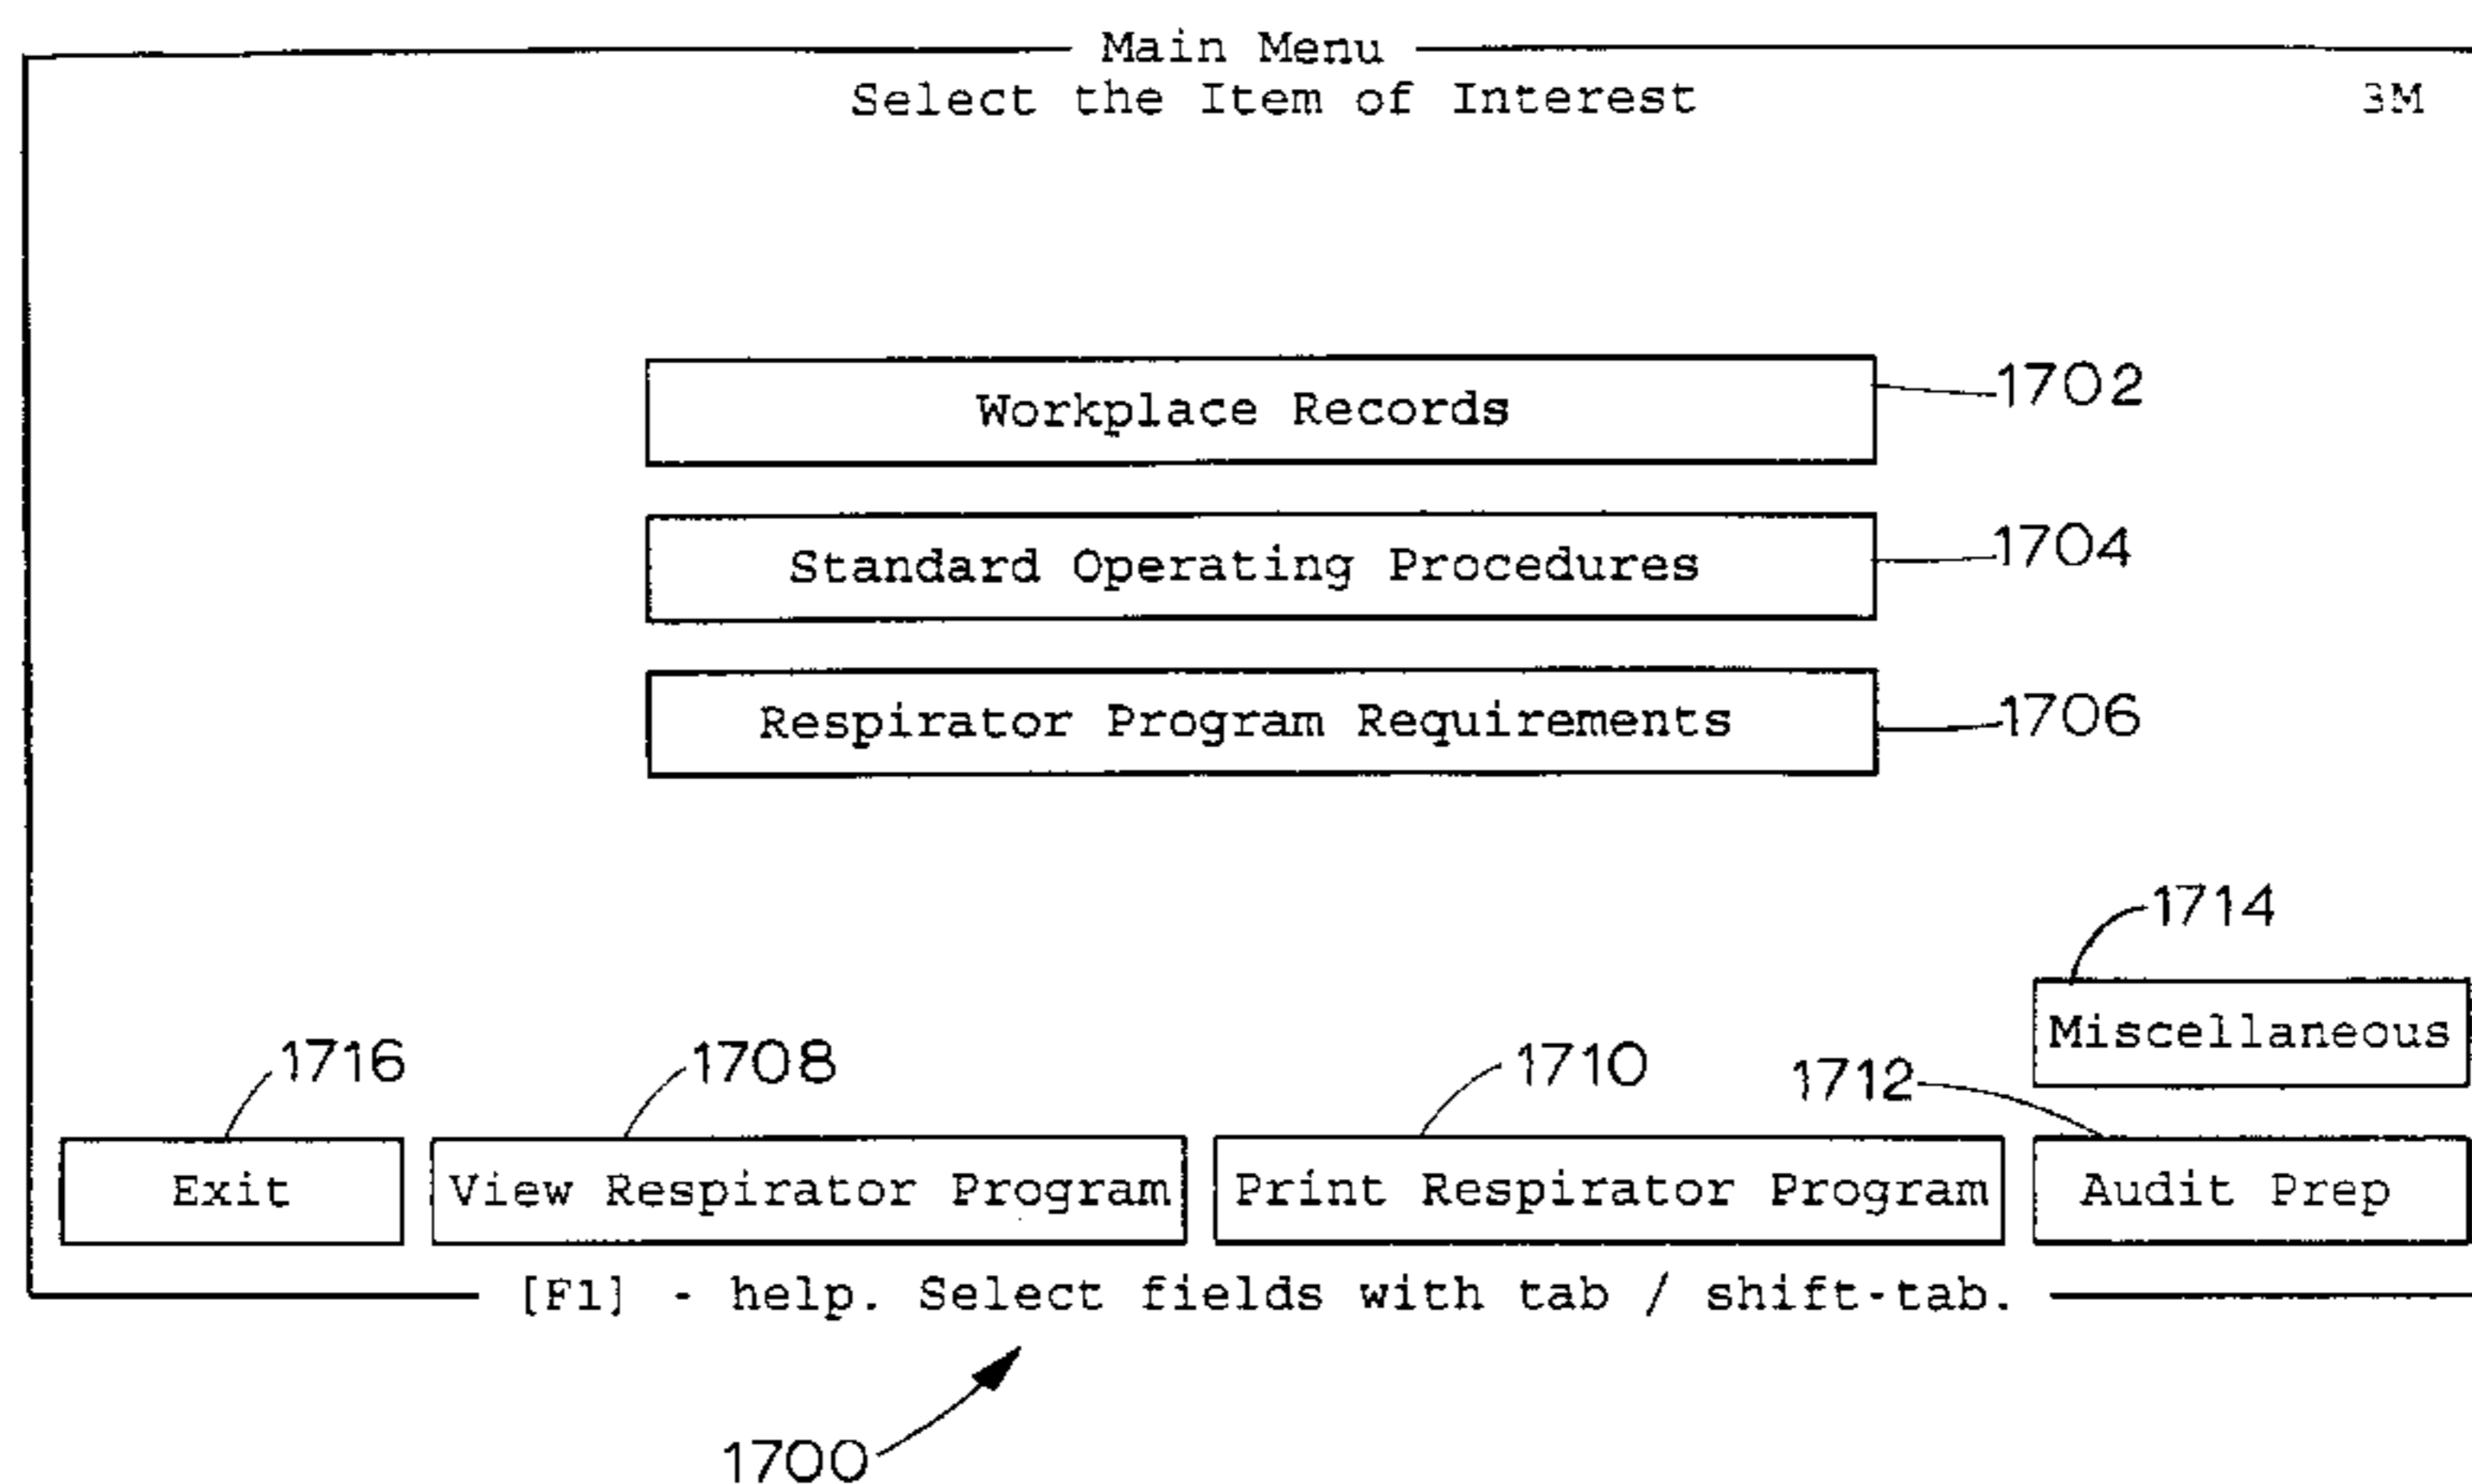 Main Menu
Select the Item of Interest 3M
Workplace Records 1702
Standard Operating Procedures 1704
Respirator Program Requirements 1706
1714
Miscellaneous
1716 1708 1710 1712
Exit View Respirator Program Print Respirator Program Audit Prep
[F1] - help. Select fields with tab / shift-tab.
1700